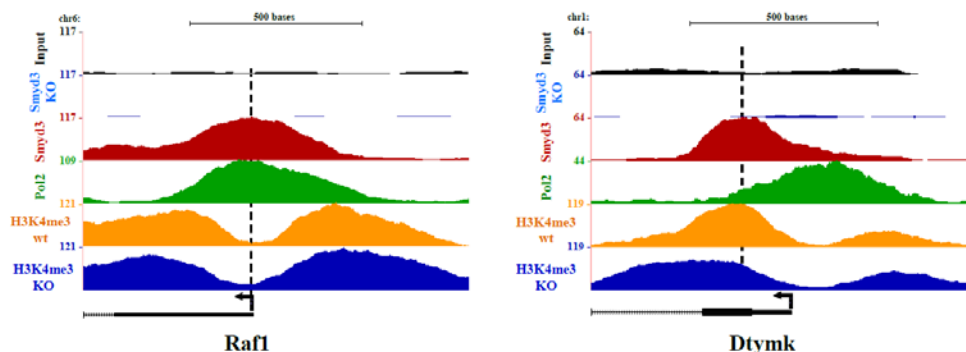 chr6: 500 bases
117
Input
117
Smyd3 KO
117
Smyd3
109
Pol2
121
H3K4me3 wt
121
H3K4me3 KO
Raf1
chr1: 500 bases
64
Input
64
Smyd3 KO
64
Smyd3
44
Pol2
119
H3K4me3 wt
119
H3K4me3 KO
Dtymk